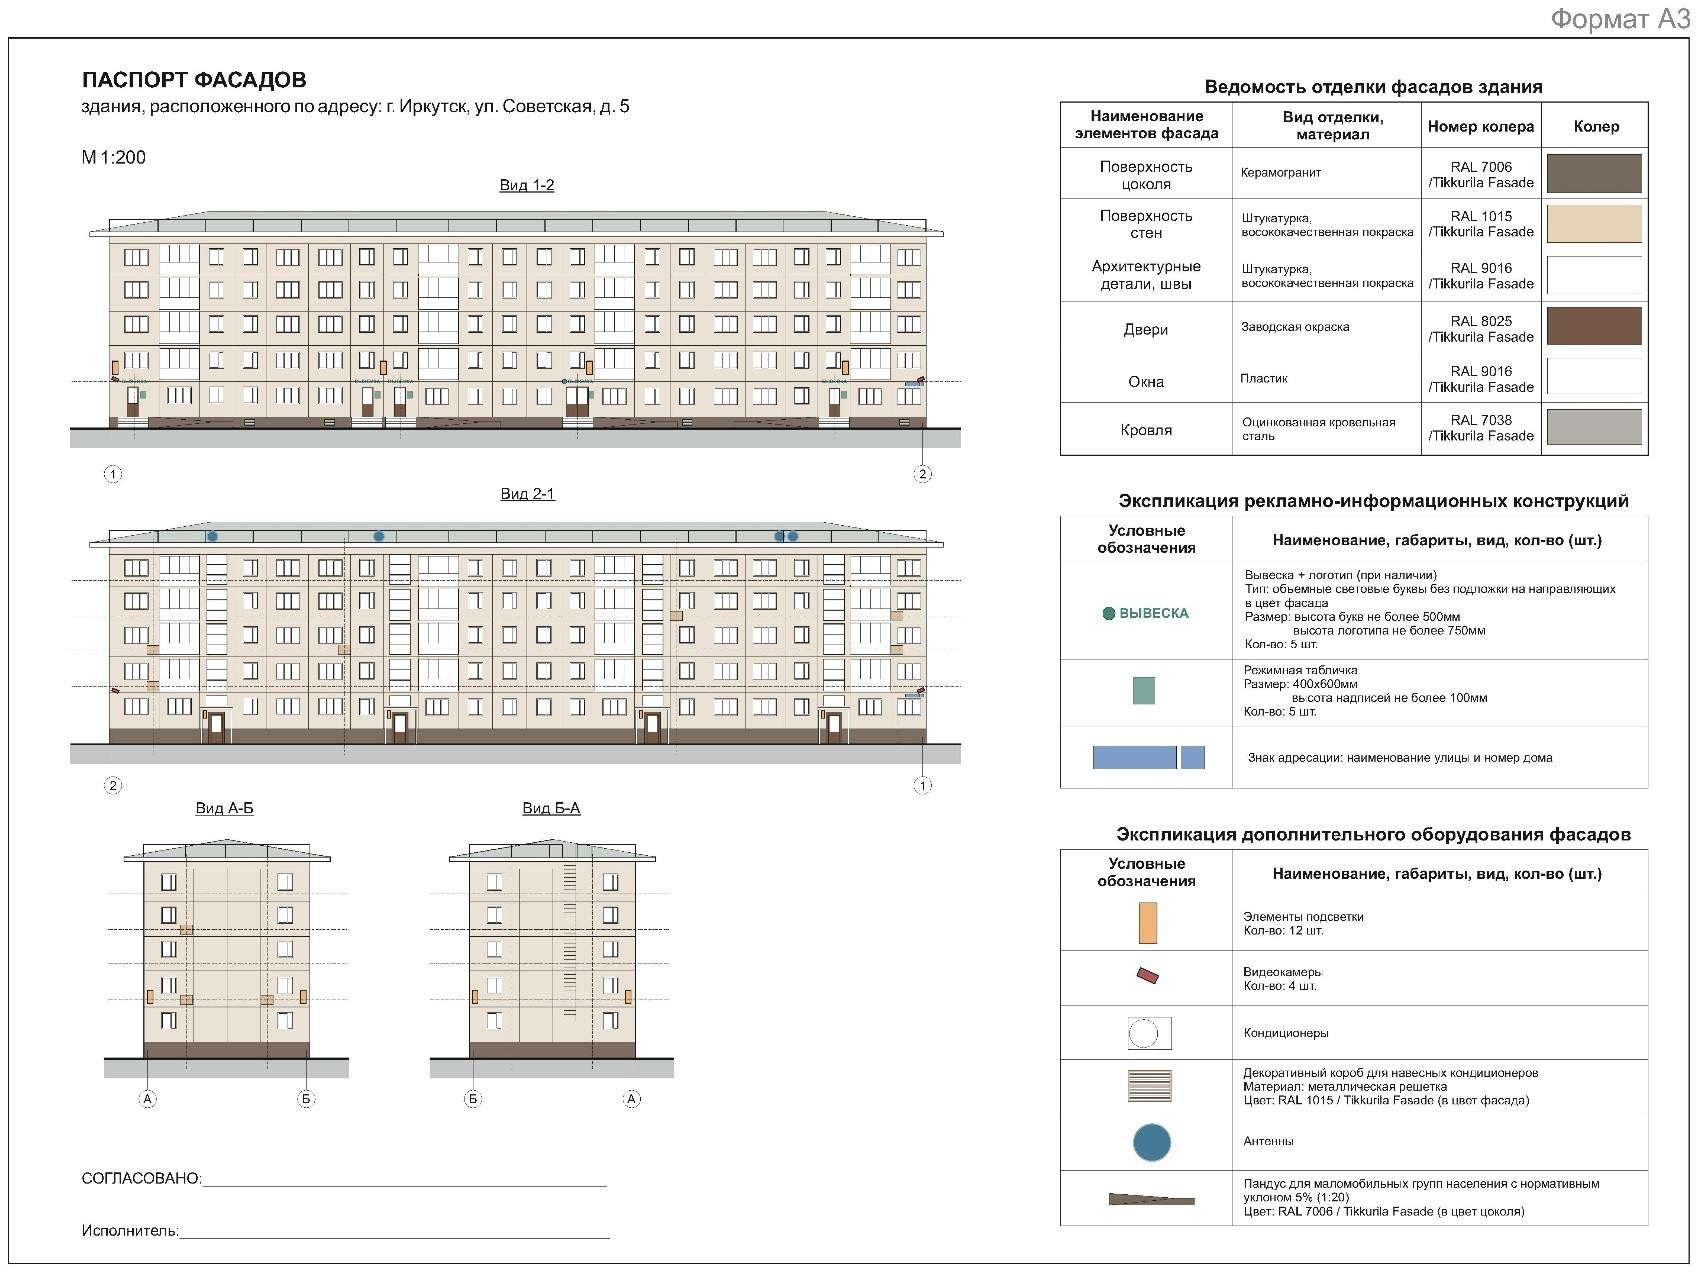 Формат А3
ПАСПОРТ ФАСАДОВ
здания, расположенного по адресу: г. Иркутск, ул. Советская, д. 5
М 1:200
Вид 1-2
1
2
Вид 2-1
2
1
Вид А-Б
Вид Б-А
А
Б
Б
А
СОГЛАСОВАНО:
Исполнитель:
Ведомость отделки фасадов здания
Наименование
элементов фасада
Вид отделки,
материал
Номер колера
Колер
Поверхность
цоколя
Керамогранит
RAL 7006
/Tikkurila Fasade
Поверхность
стен
Штукатурка,
восококачественная покраска
RAL 1015
/Tikkurila Fasade
Архитектурные
детали, швы
Штукатурка,
восококачественная покраска
RAL 9016
/Tikkurila Fasade
Двери
Заводская окраска
RAL 8025
/Tikkurila Fasade
Окна
Пластик
RAL 9016
/Tikkurila Fasade
Кровля
Оцинкованная кровельная
сталь
RAL 7038
/Tikkurila Fasade
Экспликация рекламно-информационных конструкций
Условные
обозначения
Наименование, габариты, вид, кол-во (шт.)
ВЫВЕСКА
Вывеска + логотип (при наличии)
Тип: объемные световые буквы без подложки на направляющих
в цвет фасада
Размер: высота букв не более 500мм
высота логотипа не более 750мм
Кол-во: 5 шт.
Режимная табличка
Размер: 400х600мм
высота надписей не более 100мм
Кол-во: 5 шт.
Знак адресации: наименование улицы и номер дома
Экспликация дополнительного оборудования фасадов
Условные
обозначения
Наименование, габариты, вид, кол-во (шт.)
Элементы подсветки
Кол-во: 12 шт.
Видеокамеры
Кол-во: 4 шт.
Кондиционеры
Декоративный короб для навесных кондиционеров
Материал: металлическая решетка
Цвет: RAL 1015 / Tikkurila Fasade (в цвет фасада)
Антенны
Пандус для маломобильных групп населения с нормативным
уклоном 5% (1:20)
Цвет: RAL 7006 / Tikkurila Fasade (в цвет цоколя)